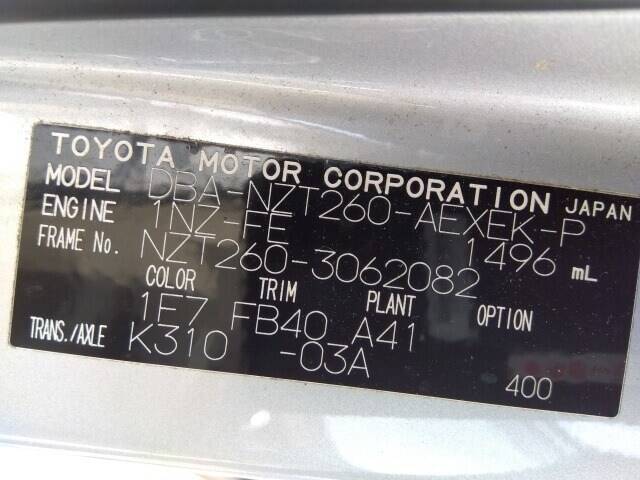 TOYOTA MOTOR CORPORATION JAPAN
MODEL DBA-NZT260-AEXEK-P
ENGINE 1NZ-FE 1496 mL
FRAME No. NZT260-3062082
COLOR TRIM PLANT OPTION
1F7 FB40 A41
TRANS./AXLE K310 -03A
400